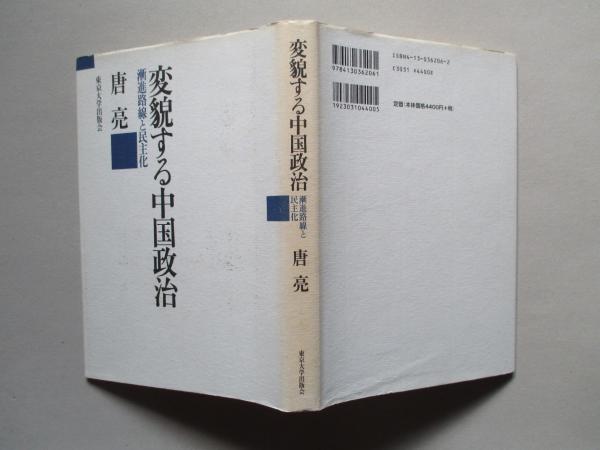 変貌する中国政治
漸進路線と民主化
唐 亮
東京大学出版会
変貌する中国政治
漸進路線と
民主化
唐 亮
東京大学出版会
9784130362061
1923031044005
ISBN4-13-036206-2
C3031 ¥4400E
定価(本体価格4400円+税)